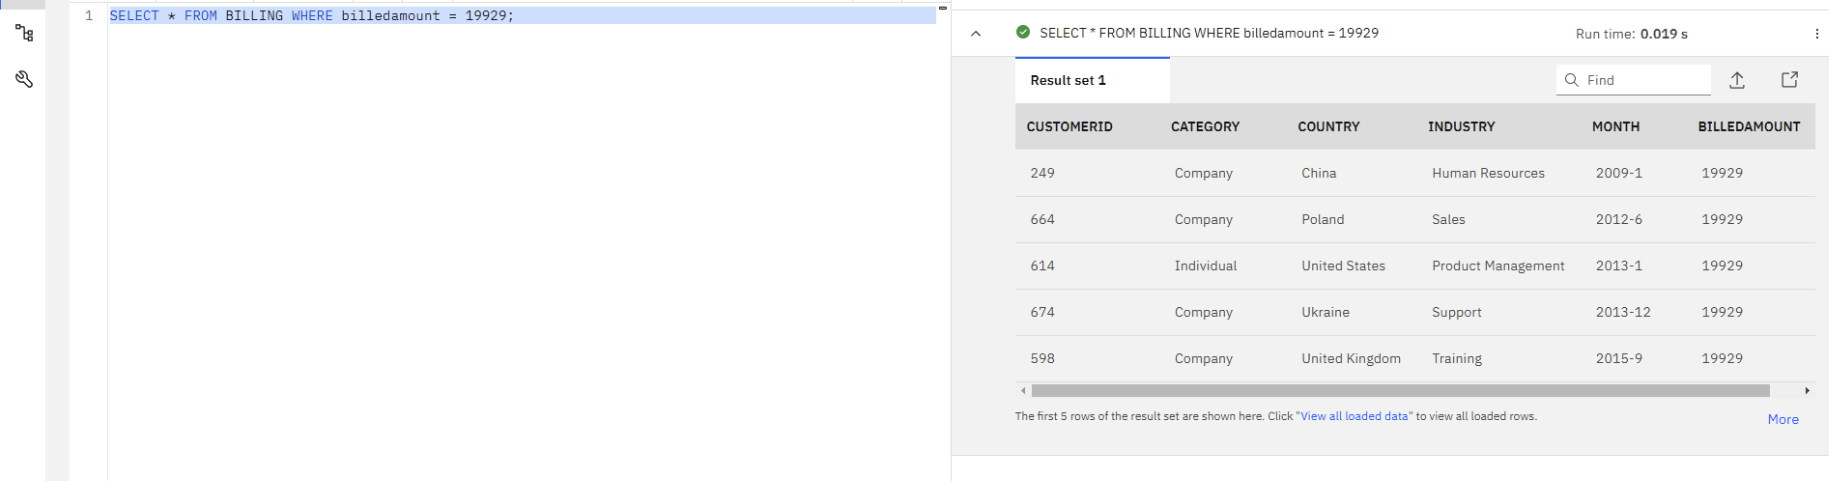 1 SELECT * FROM BILLING WHERE billedamount = 19929;
SELECT * FROM BILLING WHERE billedamount = 19929 Run time: 0.019 s
Result set 1 Find
CUSTOMERID CATEGORY COUNTRY INDUSTRY MONTH BILLEDAMOUNT
249 Company China Human Resources 2009-1 19929
664 Company Poland Sales 2012-6 19929
614 Individual United States Product Management 2013-1 19929
674 Company Ukraine Support 2013-12 19929
598 Company United Kingdom Training 2015-9 19929
The first 5 rows of the result set are shown here. Click "View all loaded data" to view all loaded rows.
More